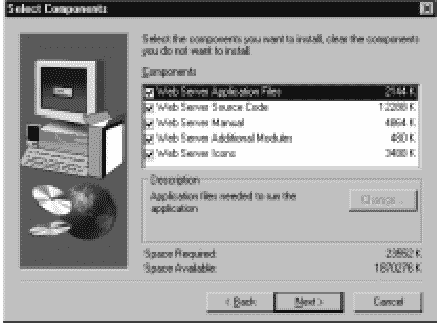 Select Components
Select the components you want to install, clear the components
you do not want to install.
Components
Web Server Application Files 2144 K
Web Server Source Code 12288 K
Web Server Manual 4864 K
Web Server Additional Modules 480 K
Web Server Icons
Description
Application files needed to run the
application
Change...
Space Required:
Space Available: 1870276 K
< Back
Next >
Cancel